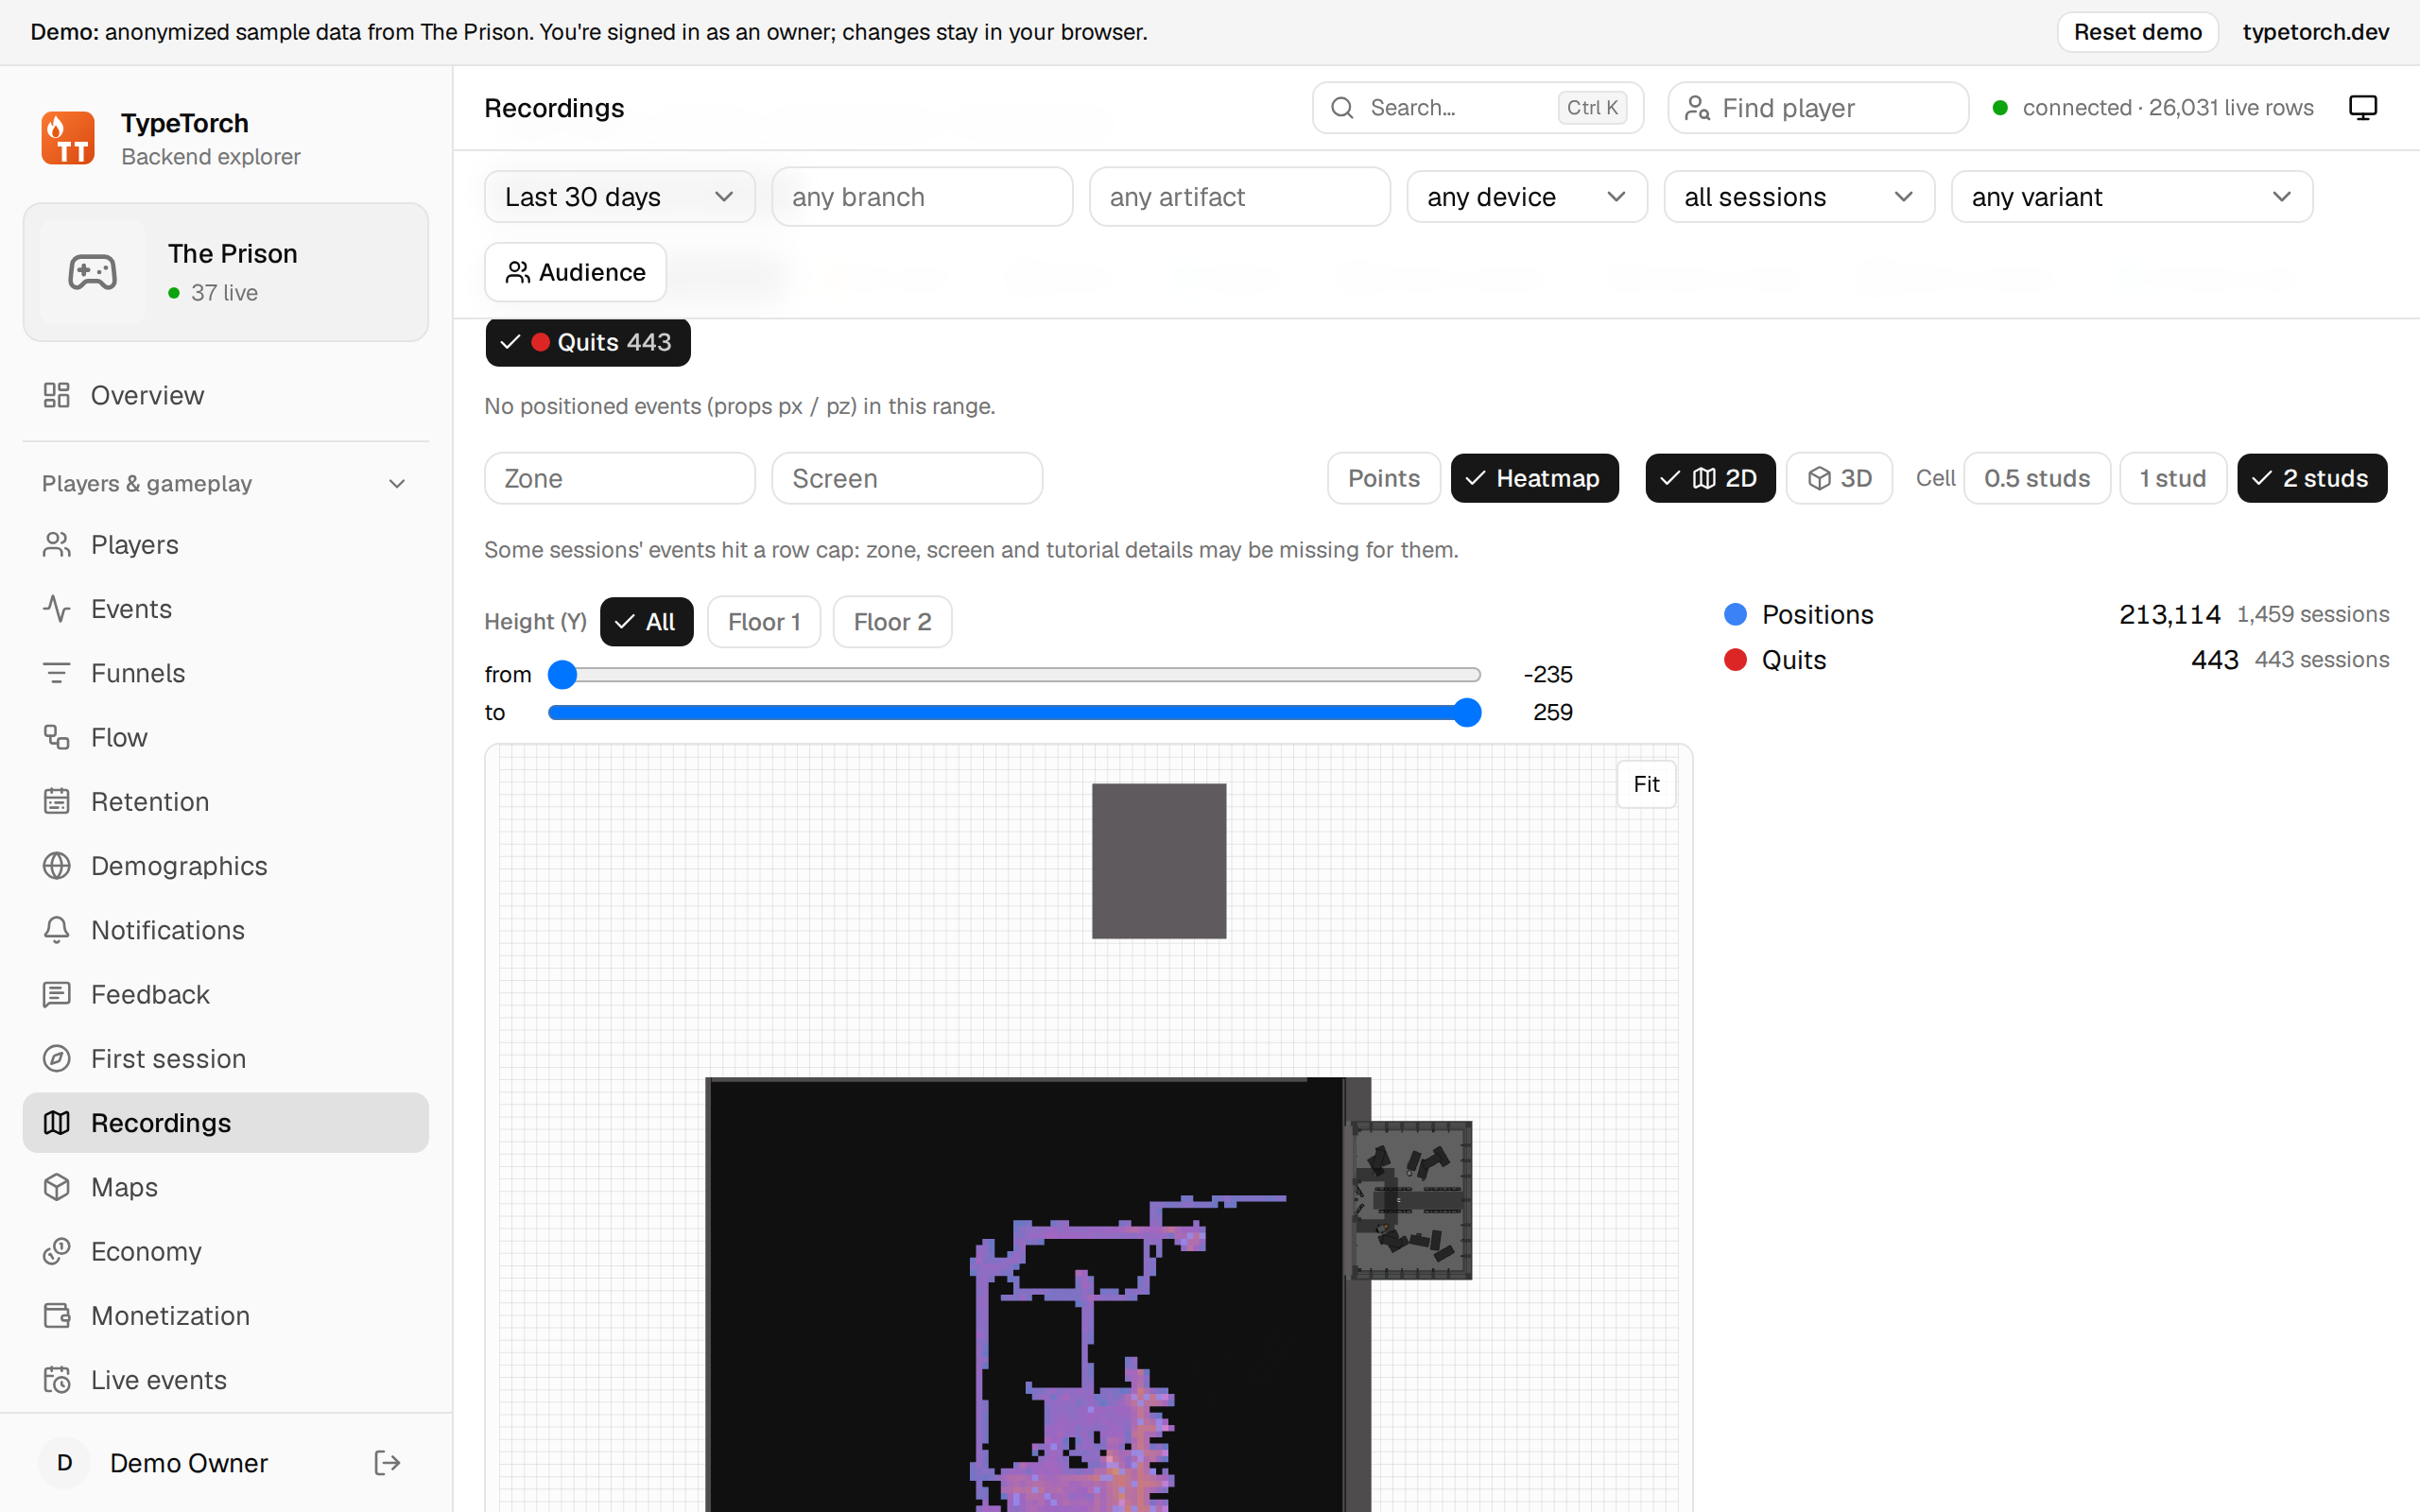 Demo: anonymized sample data from The Prison. You're signed in as an owner; changes stay in your browser.
Reset demo
typetorch.dev
TypeTorch
Backend explorer
The Prison
37 live
Overview
Players & gameplay
Players
Events
Funnels
Flow
Retention
Demographics
Notifications
Feedback
First session
Recordings
Maps
Economy
Monetization
Live events
D
Demo Owner
Recordings
Search...
Ctrl K
Find player
connected · 26,031 live rows
Last 30 days
any branch
any artifact
any device
all sessions
any variant
Audience
Quits 443
No positioned events (props px / pz) in this range.
Zone
Screen
Points
Heatmap
2D
3D
Cell
0.5 studs
1 stud
2 studs
Some sessions' events hit a row cap: zone, screen and tutorial details may be missing for them.
Height (Y)
All
Floor 1
Floor 2
from
-235
to
259
Positions
213,114
1,459 sessions
Quits
443
443 sessions
Fit